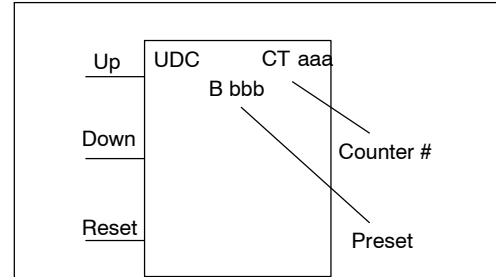 Up
UDC CT aaa
B bbb
Down
Counter #
Reset
Preset